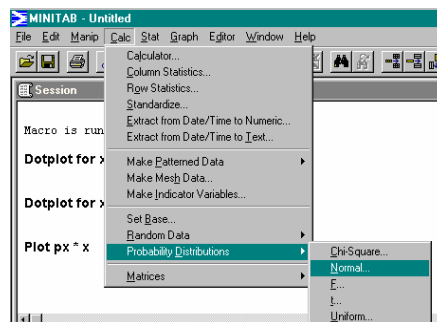 MINITAB - Untitled
File Edit Manip Calc Stat Graph Editor Window Help
Session
Calculator...
Column Statistics...
Row Statistics...
Standardize...
Extract from Date/Time to Numeric...
Extract from Date/Time to Text...
Make Patterned Data
Make Mesh Data...
Make Indicator Variables...
Set Base...
Random Data
Probability Distributions
Matrices
Macro is run
Dotplot for x
Dotplot for x
Plot px * x
Chi-Square...
Normal...
F...
t...
Uniform...